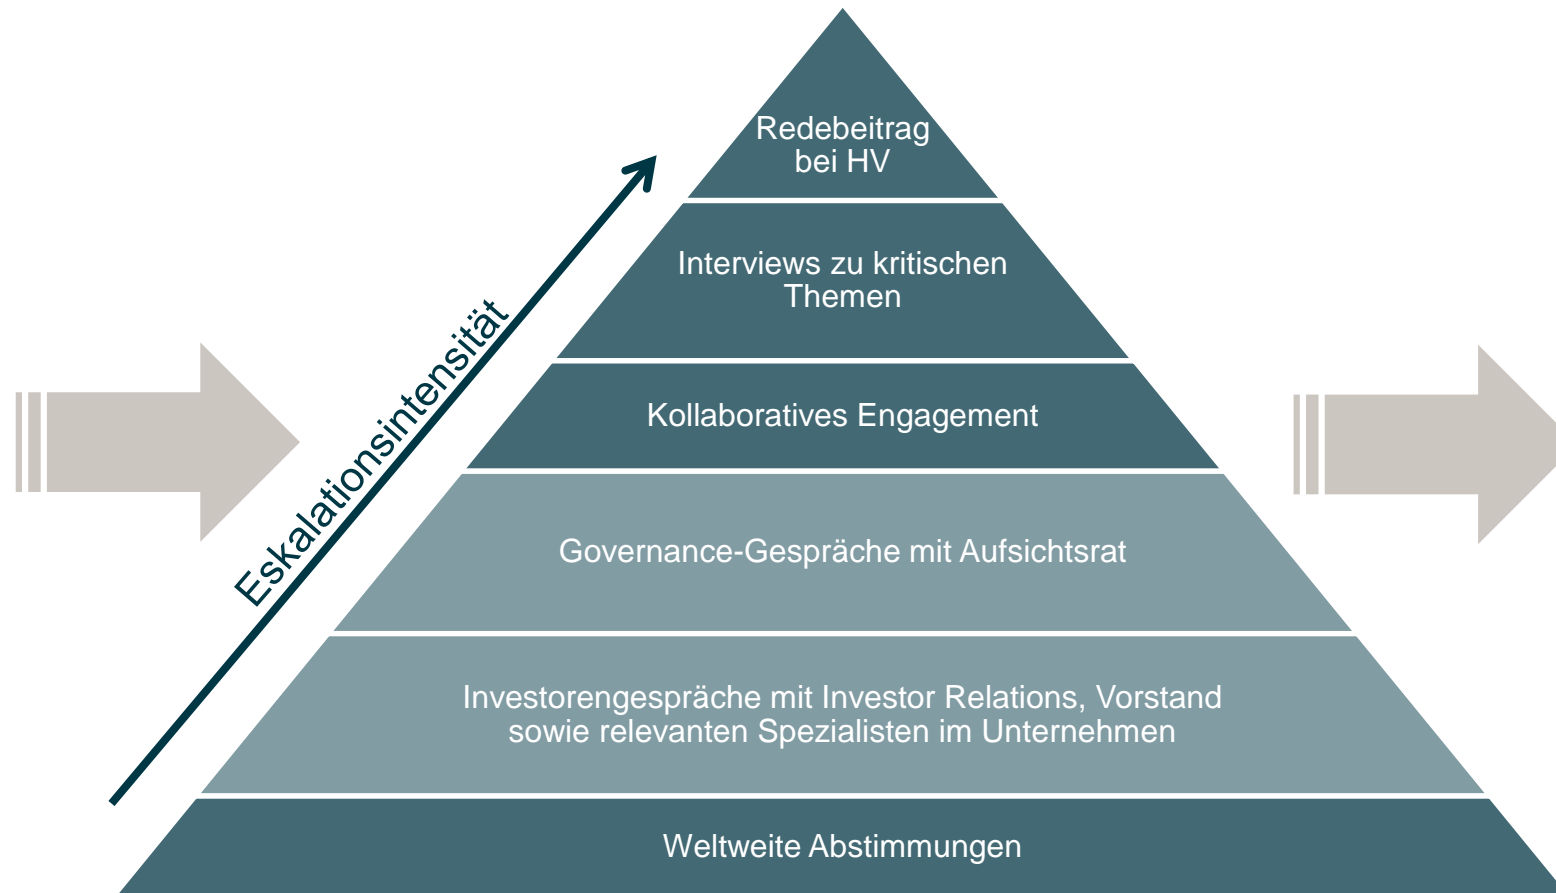 Redebeitrag
bei HV
Interviews zu kritischen
Themen
Eskalationsintensität
Kollaboratives Engagement
Governance-Gespräche mit Aufsichtsrat
Investorengespräche mit Investor Relations, Vorstand
sowie relevanten Spezialisten im Unternehmen
Weltweite Abstimmungen